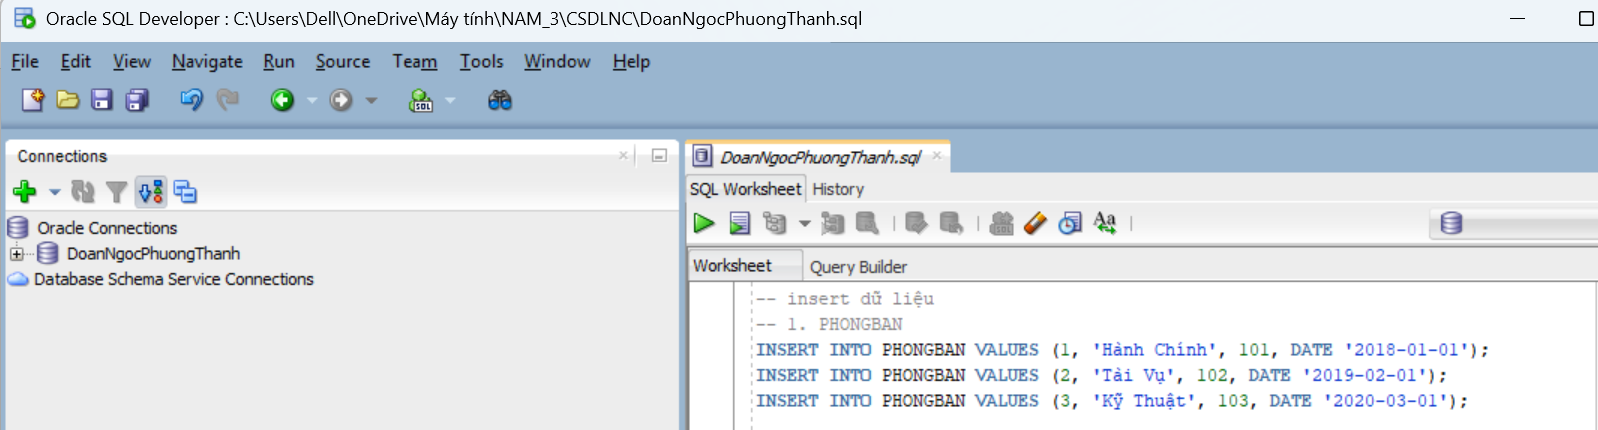 Oracle SQL Developer : C:\Users\Dell\OneDrive\Máy tính\NAM_3\CSDLNC\DoanNgocPhuongThanh.sql
File Edit View Navigate Run Source Team Tools Window Help
SQL
Connections
DoanNgocPhuongThanh.sql
SQL Worksheet History
Oracle Connections
DoanNgocPhuongThanh
Database Schema Service Connections
SQL
Aa
Worksheet Query Builder
-- insert dữ liệu
-- 1. PHONGBAN
INSERT INTO PHONGBAN VALUES (1, 'Hành Chính', 101, DATE '2018-01-01');
INSERT INTO PHONGBAN VALUES (2, 'Tài Vụ', 102, DATE '2019-02-01');
INSERT INTO PHONGBAN VALUES (3, 'Kỹ Thuật', 103, DATE '2020-03-01');